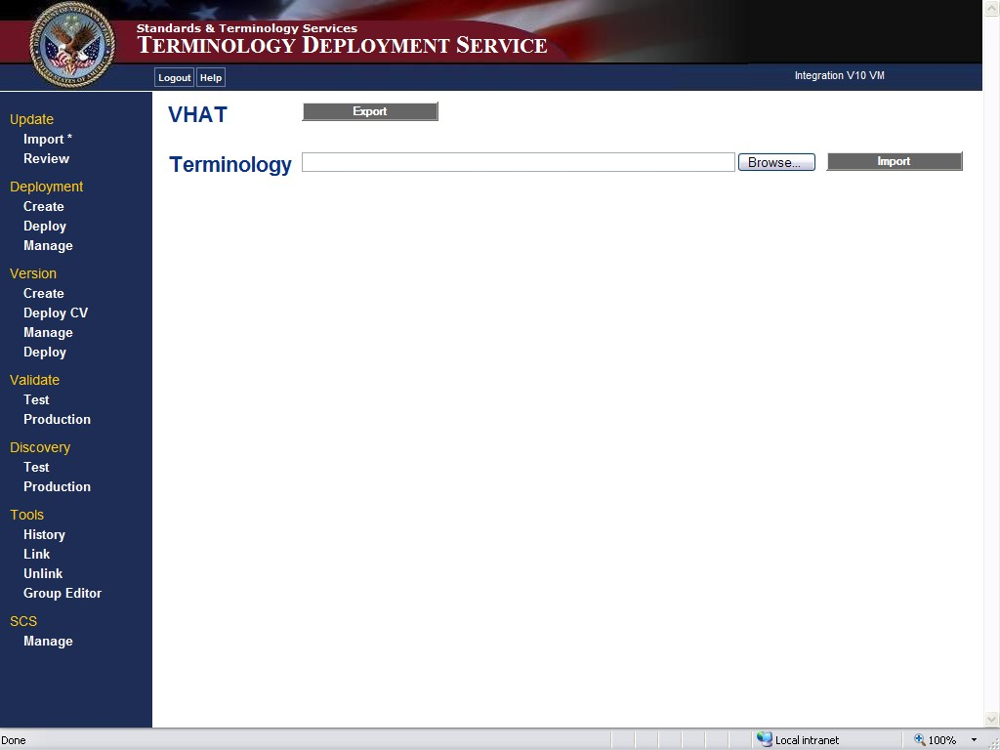 Standards & Terminology Services
TERMINOLOGY DEPLOYMENT SERVICE
Logout Help
Integration V10 VM
Update
Import *
Review
Deployment
Create
Deploy
Manage
Version
Create
Deploy CV
Manage
Deploy
Validate
Test
Production
Discovery
Test
Production
Tools
History
Link
Unlink
Group Editor
SCS
Manage
VHAT Export
Terminology Browse... Import
Done Local intranet 100%